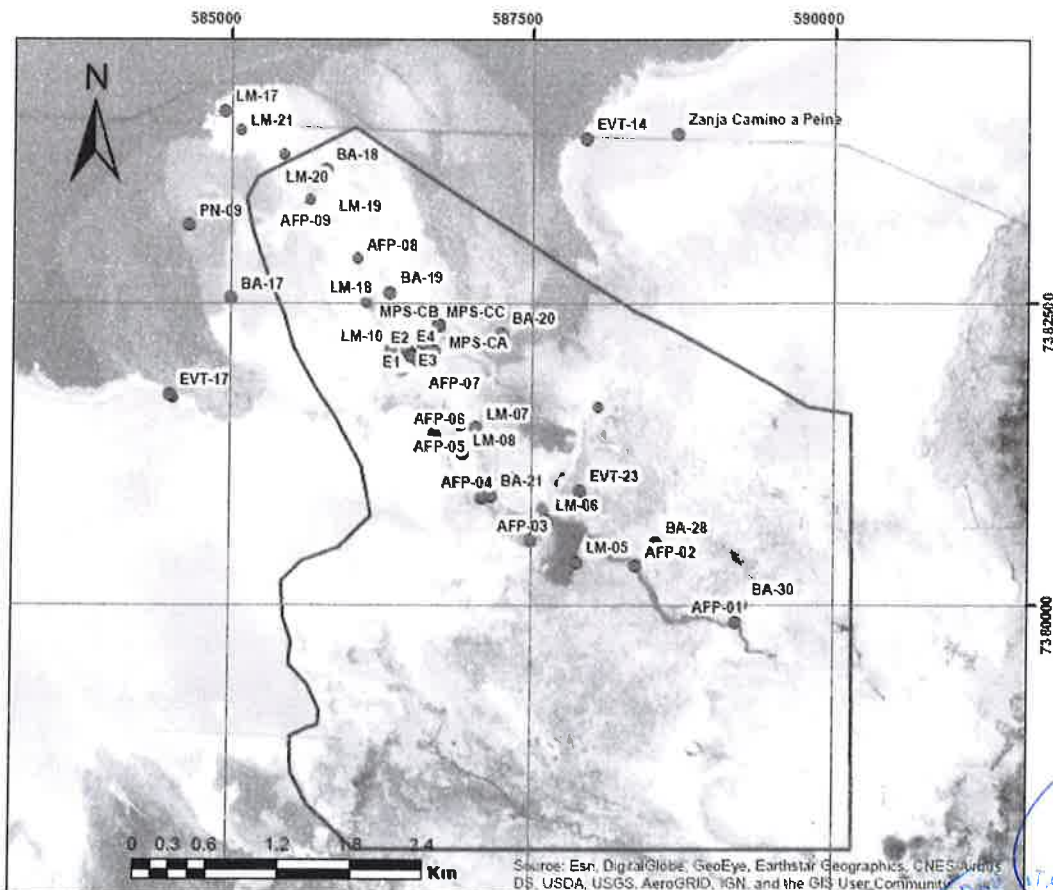 585000 587500 590000
N
LM-17
LM-21
EVT-14
Zanja Camino a Peine
BA-18
LM-20
PN-09
AFP-09
LM-19
AFP-08
BA-17
BA-19
LM-18
7382500
MPS-CB
MPS-CC
LM-10
E2
E4
BA-20
E1
E3
MPS-CA
EVT-17
AFP-07
AFP-06
LM-07
AFP-05
LM-08
AFP-04
BA-21
EVT-23
LM-06
AFP-03
BA-28
LM-05
AFP-02
BA-30
AFP-01
7380000
0 0.3 0.6 1.2 1.8 2.4
Km
Source: Esri, DigitalGlobe, GeoEye, Earthstar Geographics, CNES/Airbus
DS, USDA, USGS, AeroGRID, IGN, and the GIS User Community